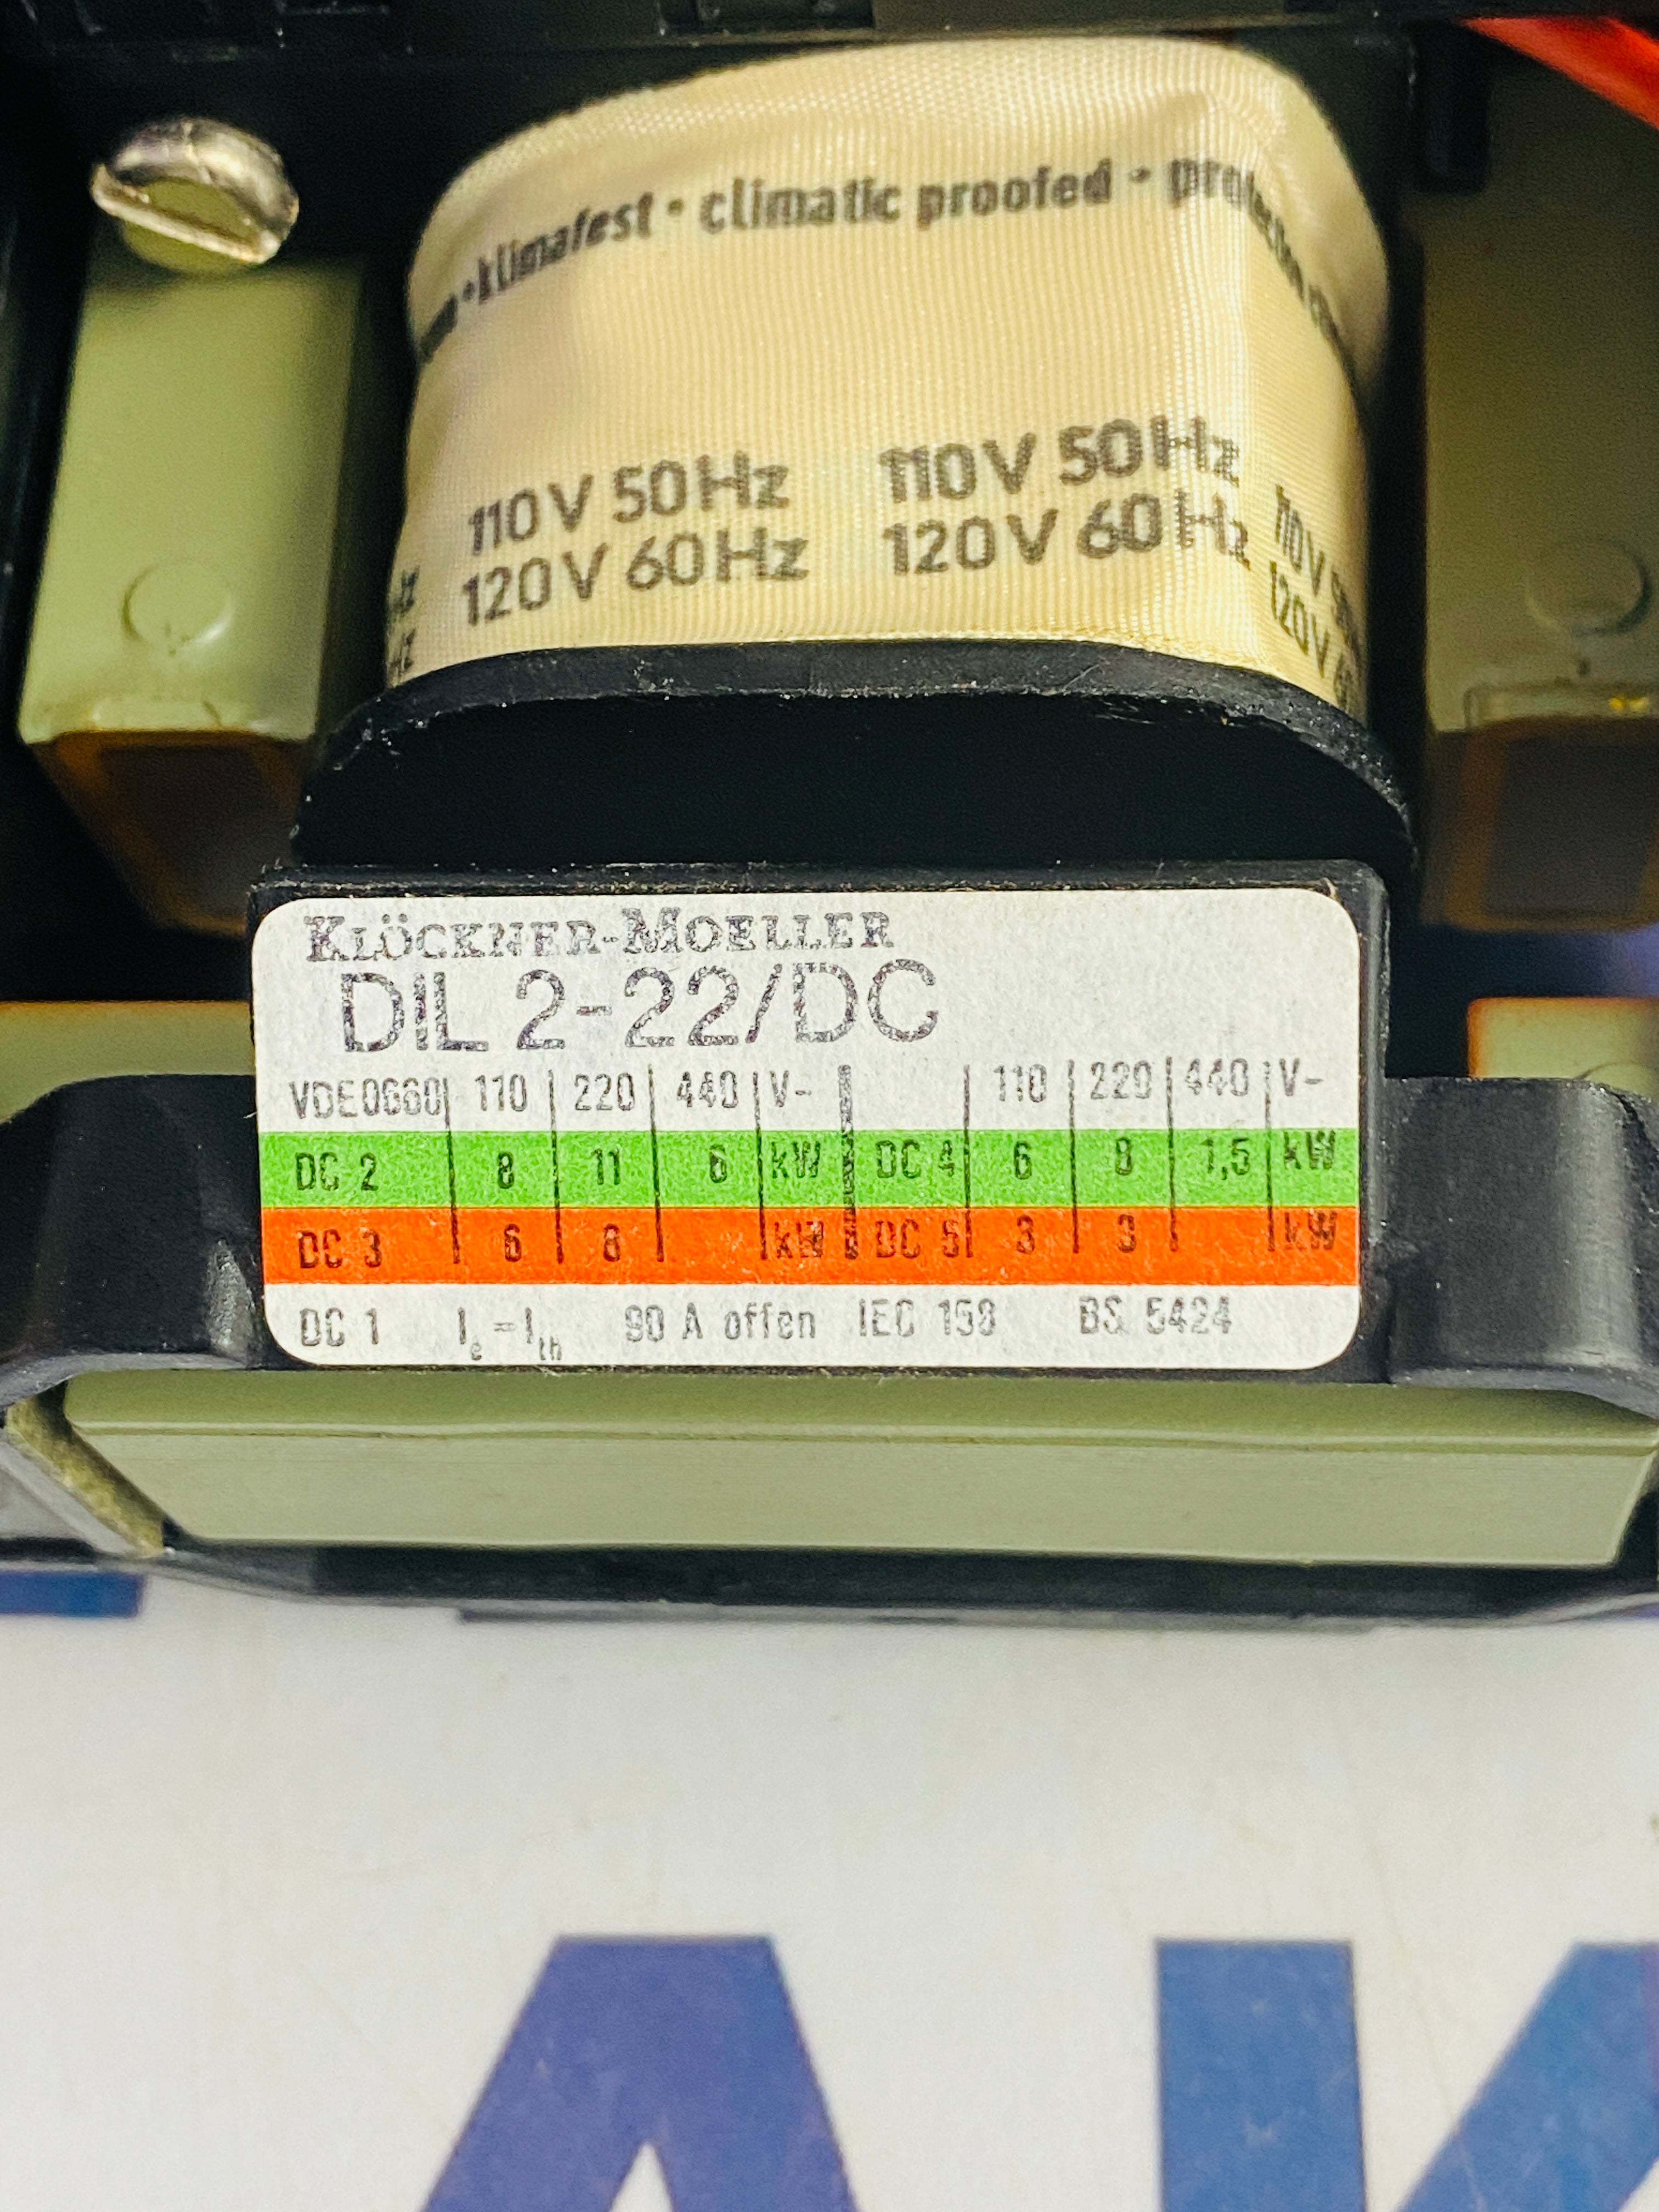 klimafest · climatic proofed ·
110V 50Hz 110V 50Hz
120V 60Hz 120V 60Hz 120V
KLÖCKNER-MOELLER
DIL 2-22/DC
VDE0660 110 220 440 V- 110 220 440 V-
DC 2 8 11 6 kW DC 4 6 8 1,5 kW
DC 3 6 8 kW DC 5 3 3 kW
DC 1 Ie=Ith 90 A offen IEC 158 BS 5424